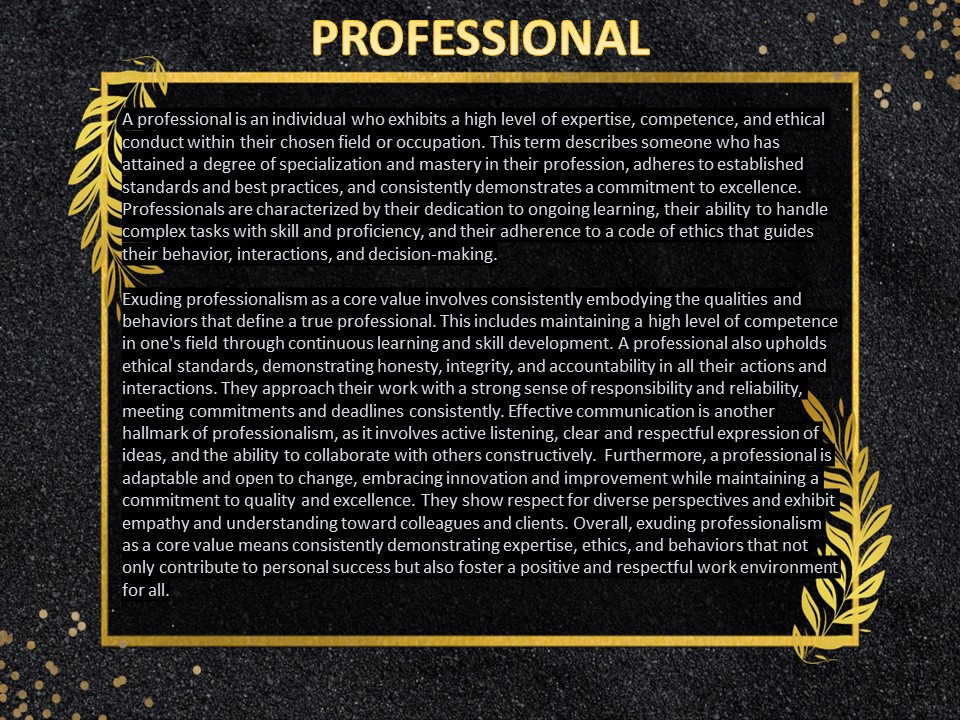 PROFESSIONAL
A professional is an individual who exhibits a high level of expertise, competence, and ethical
conduct within their chosen field or occupation. This term describes someone who has
attained a degree of specialization and mastery in their profession, adheres to established
standards and best practices, and consistently demonstrates a commitment to excellence.
Professionals are characterized by their dedication to ongoing learning, their ability to handle
complex tasks with skill and proficiency, and their adherence to a code of ethics that guides
their behavior, interactions, and decision-making.
Exuding professionalism as a core value involves consistently embodying the qualities and
behaviors that define a true professional. This includes maintaining a high level of competence
in one's field through continuous learning and skill development. A professional also upholds
ethical standards, demonstrating honesty, integrity, and accountability in all their actions and
interactions. They approach their work with a strong sense of responsibility and reliability,
meeting commitments and deadlines consistently. Effective communication is another
hallmark of professionalism, as it involves active listening, clear and respectful expression of
ideas, and the ability to collaborate with others constructively.  Furthermore, a professional is
adaptable and open to change, embracing innovation and improvement while maintaining a
commitment to quality and excellence. They show respect for diverse perspectives and exhibit
empathy and understanding toward colleagues and clients. Overall, exuding professionalism
as a core value means consistently demonstrating expertise, ethics, and behaviors that not
only contribute to personal success but also foster a positive and respectful work environment
for all.